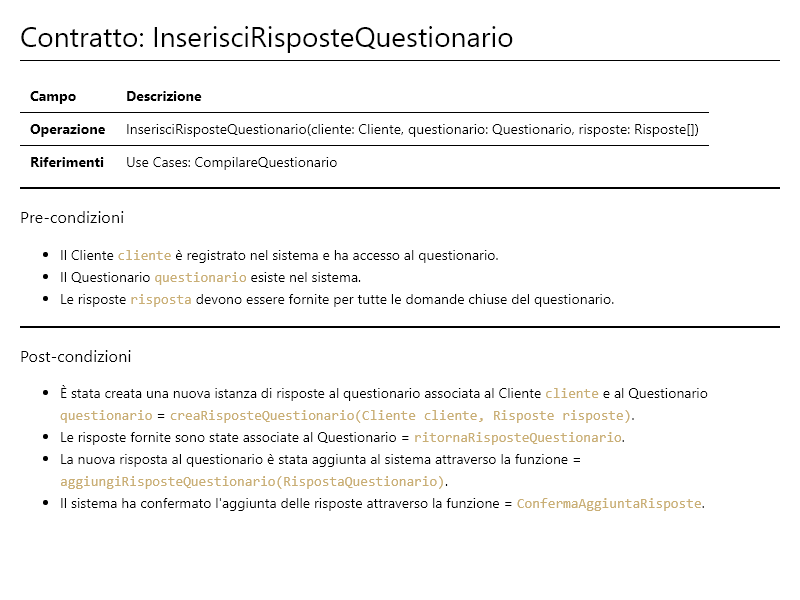 Contratto: InserisciRisposteQuestionario
Campo Descrizione
Operazione InserisciRisposteQuestionario(cliente: Cliente, questionario: Questionario, risposte: Risposte[])
Riferimenti Use Cases: CompilareQuestionario
Pre-condizioni
• Il Cliente cliente è registrato nel sistema e ha accesso al questionario.
• Il Questionario questionario esiste nel sistema.
• Le risposte risposta devono essere fornite per tutte le domande chiuse del questionario.
Post-condizioni
• È stata creata una nuova istanza di risposte al questionario associata al Cliente cliente e al Questionario
questionario = creaRisposteQuestionario(Cliente cliente, Risposte risposte).
• Le risposte fornite sono state associate al Questionario = ritornaRisposteQuestionario.
• La nuova risposta al questionario è stata aggiunta al sistema attraverso la funzione =
aggiungiRisposteQuestionario(RispostaQuestionario).
• Il sistema ha confermato l'aggiunta delle risposte attraverso la funzione = ConfermaAggiuntaRisposte.